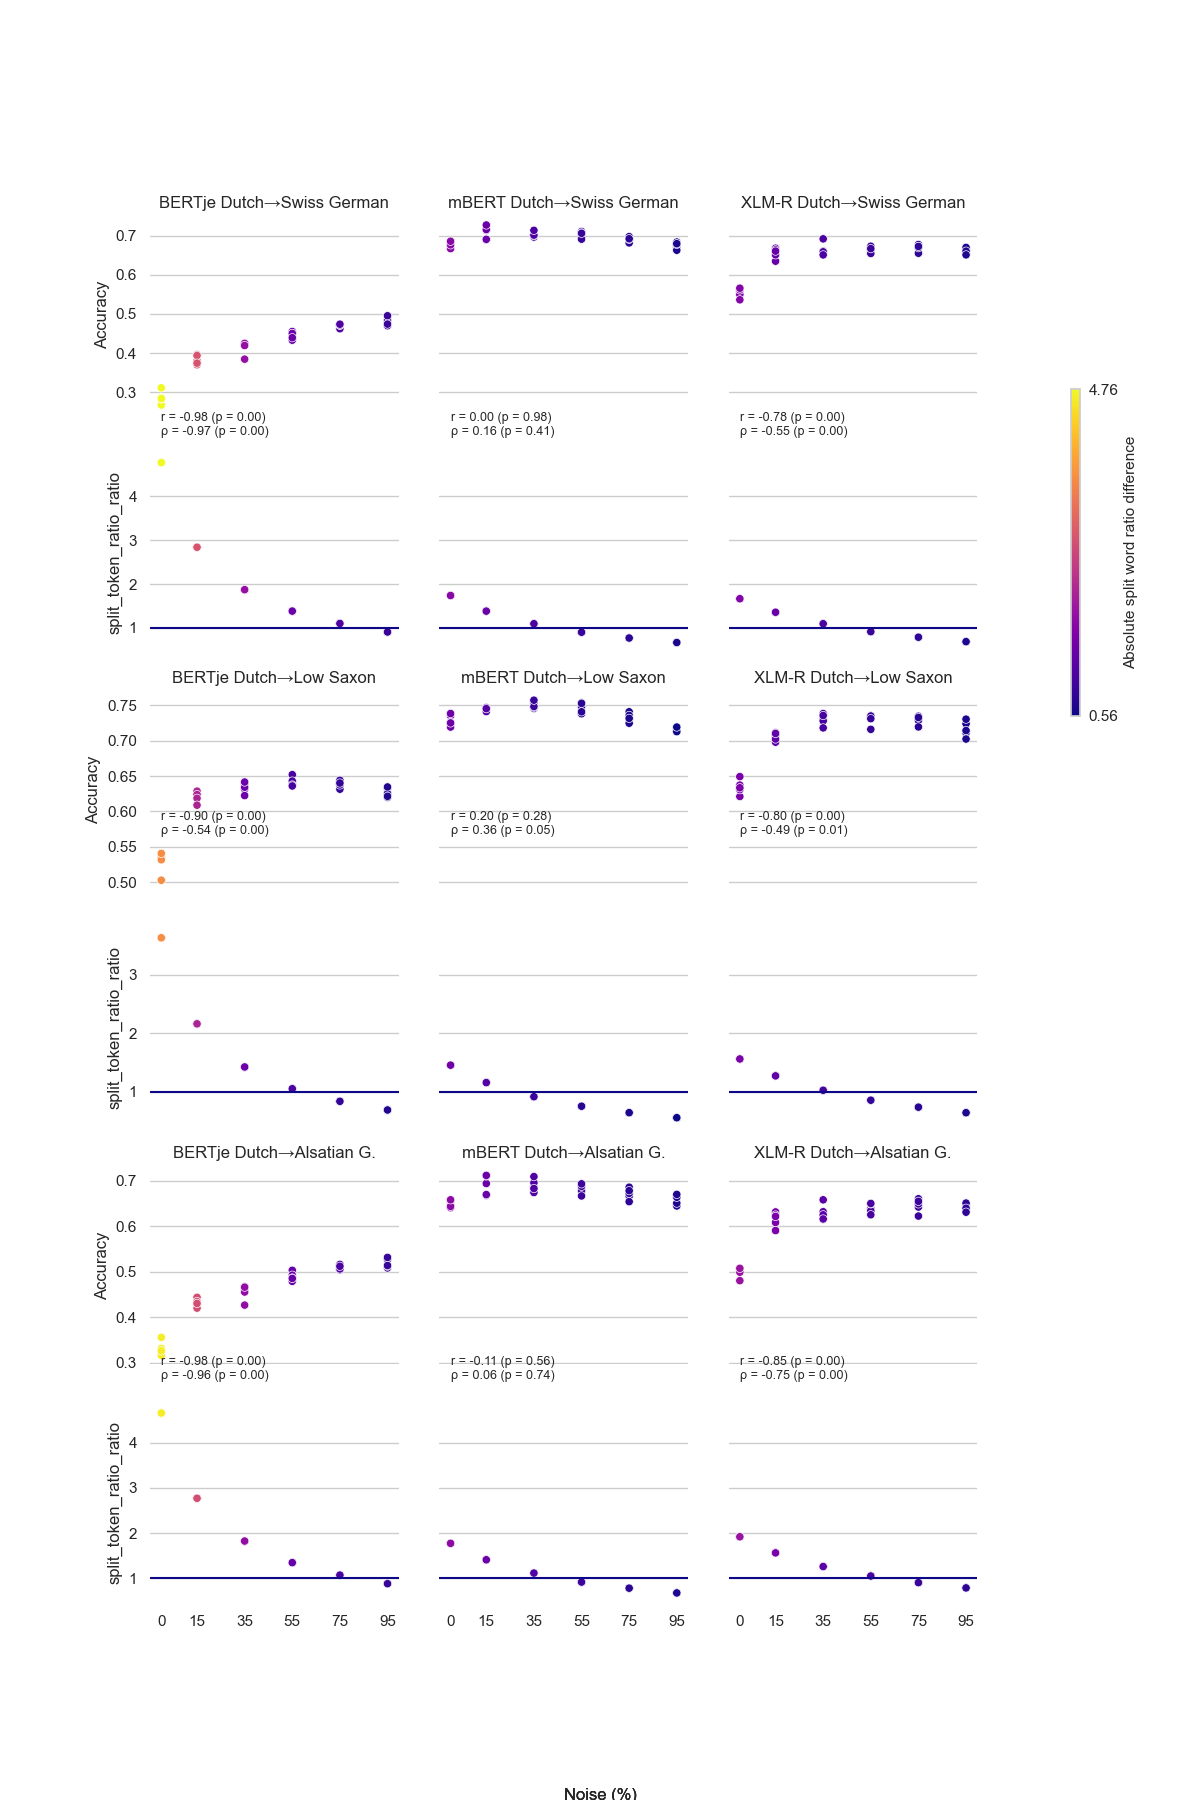 BERTje Dutch→Swiss German
mBERT Dutch→Swiss German
XLM-R Dutch→Swiss German
Accuracy
0.7
0.6
0.5
0.4
0.3
r = -0.98 (p = 0.00)
ρ = -0.97 (p = 0.00)
r = 0.00 (p = 0.98)
ρ = 0.16 (p = 0.41)
r = -0.78 (p = 0.00)
ρ = -0.55 (p = 0.00)
split_token_ratio_ratio
4
3
2
1
4.76
Absolute split word ratio difference
0.56
BERTje Dutch→Low Saxon
mBERT Dutch→Low Saxon
XLM-R Dutch→Low Saxon
Accuracy
0.75
0.70
0.65
0.60
0.55
0.50
r = -0.90 (p = 0.00)
ρ = -0.54 (p = 0.00)
r = 0.20 (p = 0.28)
ρ = 0.36 (p = 0.05)
r = -0.80 (p = 0.00)
ρ = -0.49 (p = 0.01)
split_token_ratio_ratio
3
2
1
BERTje Dutch→Alsatian G.
mBERT Dutch→Alsatian G.
XLM-R Dutch→Alsatian G.
Accuracy
0.7
0.6
0.5
0.4
0.3
r = -0.98 (p = 0.00)
ρ = -0.96 (p = 0.00)
r = -0.11 (p = 0.56)
ρ = 0.06 (p = 0.74)
r = -0.85 (p = 0.00)
ρ = -0.75 (p = 0.00)
split_token_ratio_ratio
4
3
2
1
0 15 35 55 75 95
0 15 35 55 75 95
0 15 35 55 75 95
Noise (%)